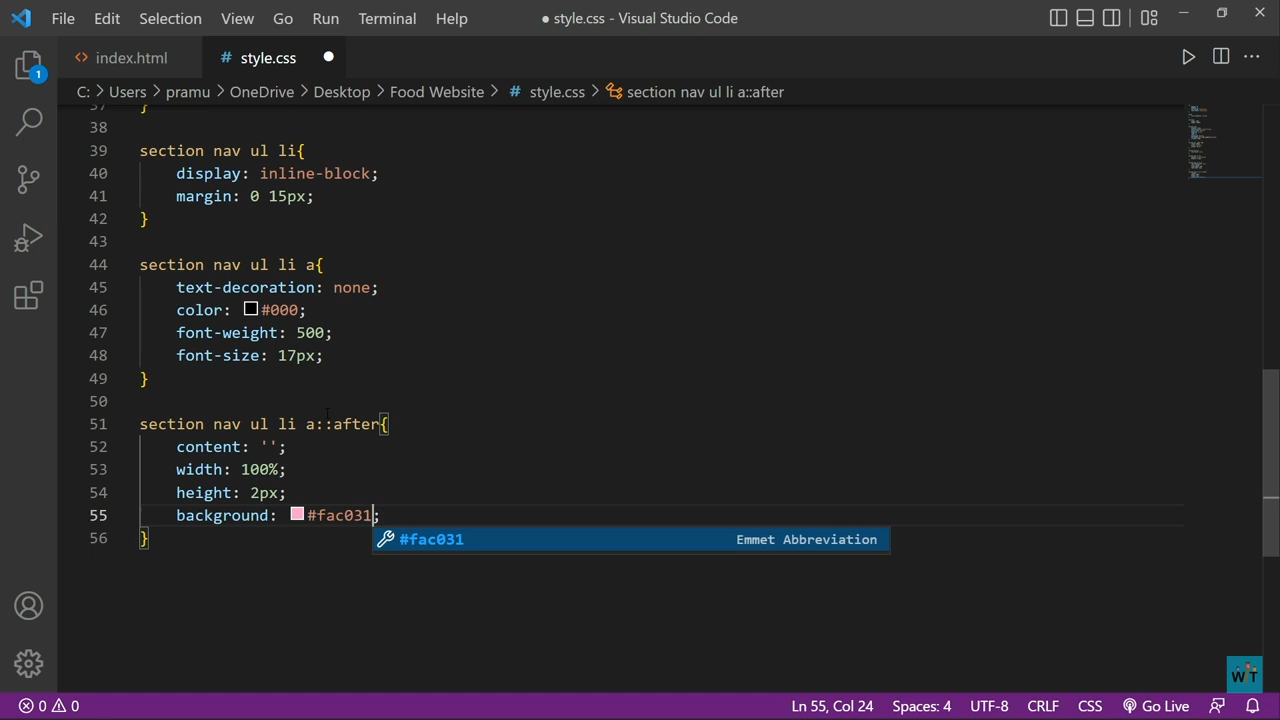 File Edit Selection View Go Run Terminal Help ● style.css - Visual Studio Code
<> index.html # style.css ●
C: > Users > pramu > OneDrive > Desktop > Food Website > # style.css > section nav ul li a::after
37 }
38
39 section nav ul li{
40 display: inline-block;
41 margin: 0 15px;
42 }
43
44 section nav ul li a{
45 text-decoration: none;
46 color: #000;
47 font-weight: 500;
48 font-size: 17px;
49 }
50
51 section nav ul li a::after{
52 content: '';
53 width: 100%;
54 height: 2px;
55 background: #fac031;
#fac031 Emmet Abbreviation
56 }
1
WT
0 0 Ln 55, Col 24 Spaces: 4 UTF-8 CRLF CSS Go Live